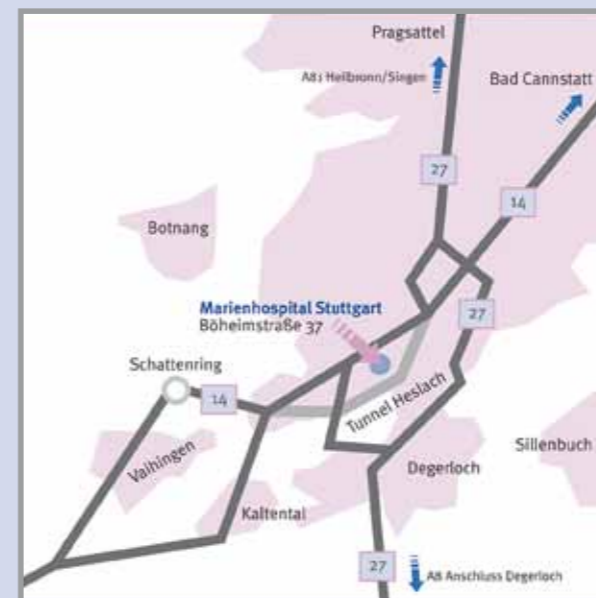 Pragsattel
A81 Heilbronn/Singen
Bad Cannstatt
27
14
Botnang
Marienhospital Stuttgart
Böheimstraße 37
27
Schattenring
14
Tunnel Heslach
Vaihingen
Degerloch
Sillenbuch
Kaltental
27
A8 Anschluss Degerloch